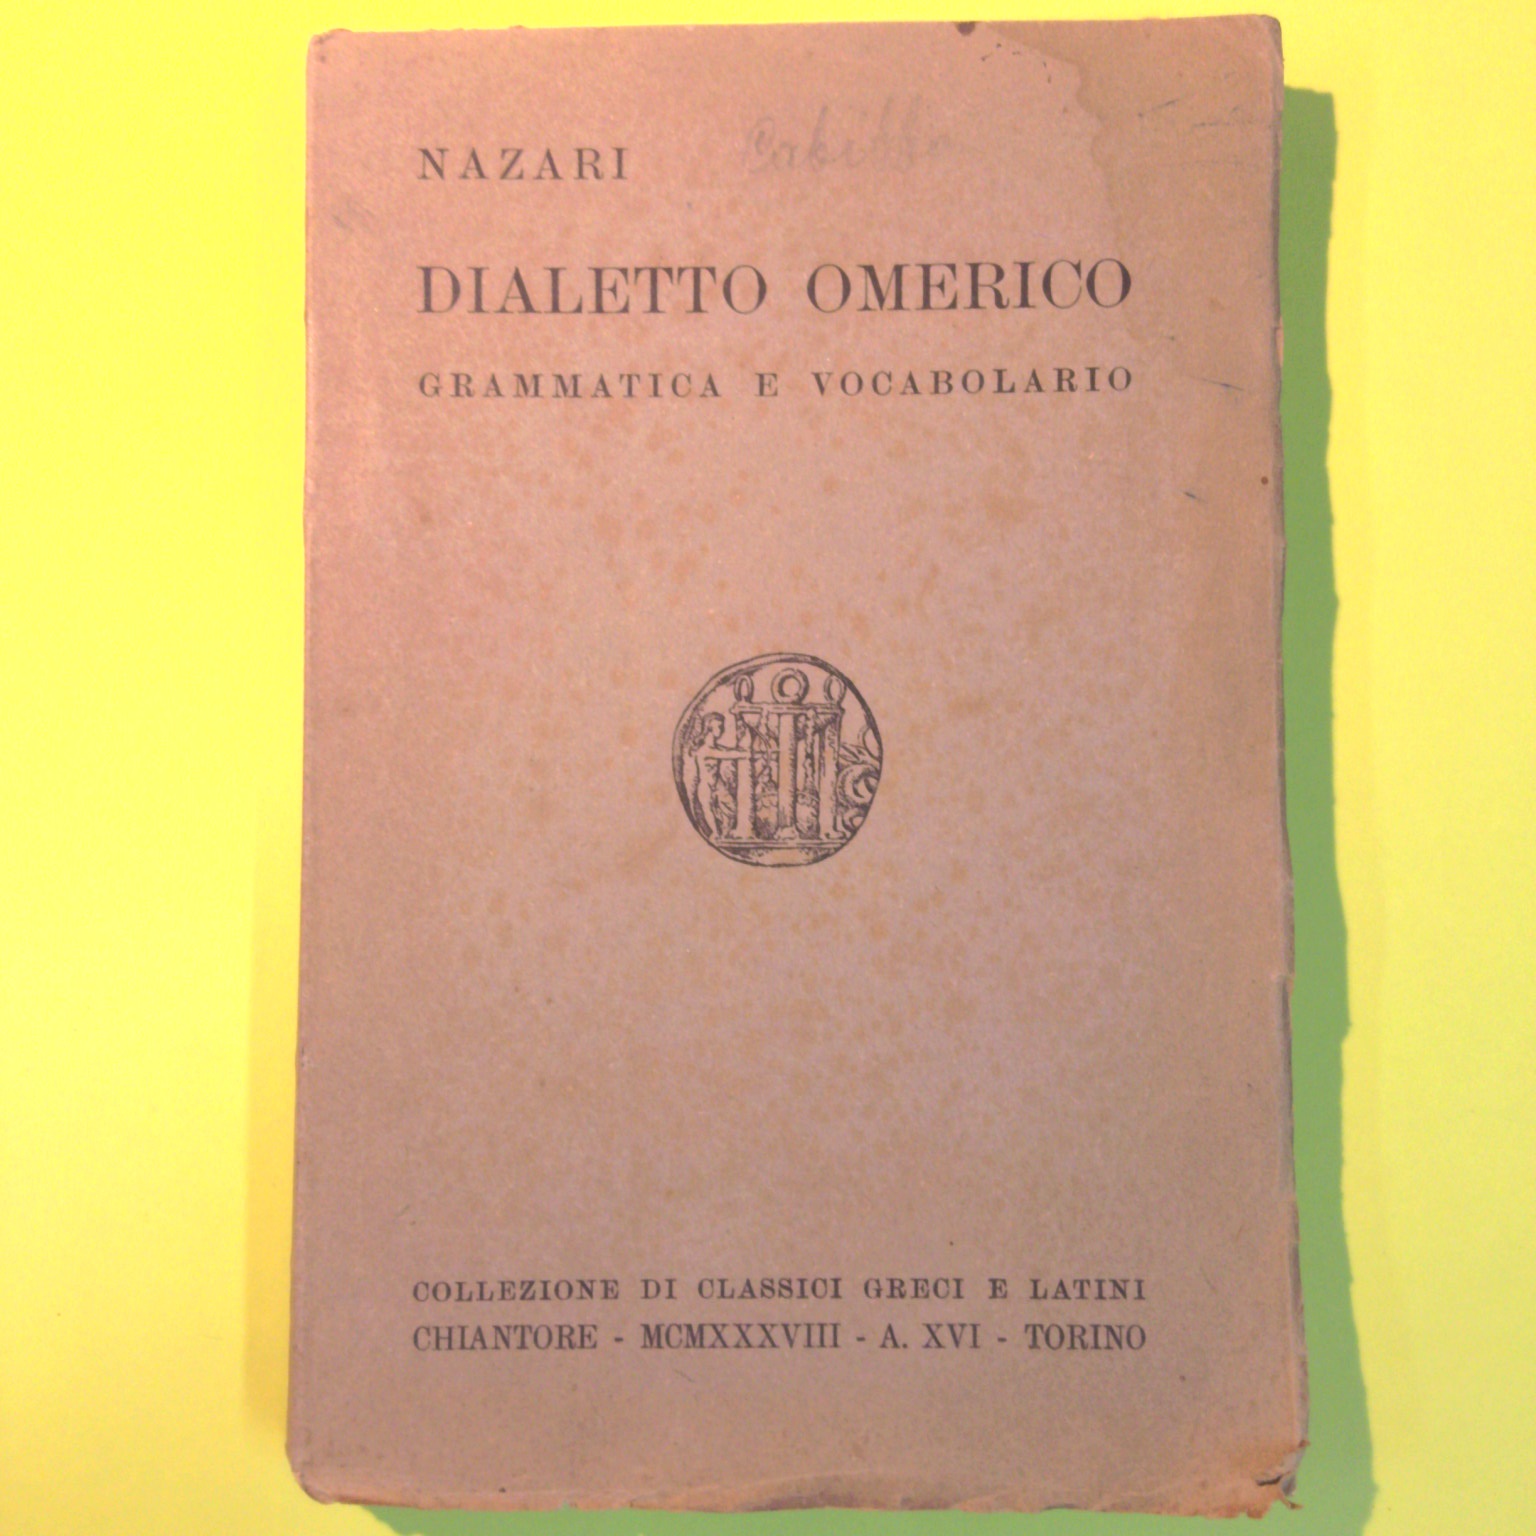 NAZARI
DIALETTO OMERICO
GRAMMATICA E VOCABOLARIO
COLLEZIONE DI CLASSICI GRECI E LATINI
CHIANTORE - MCMXXXVIII - A. XVI - TORINO